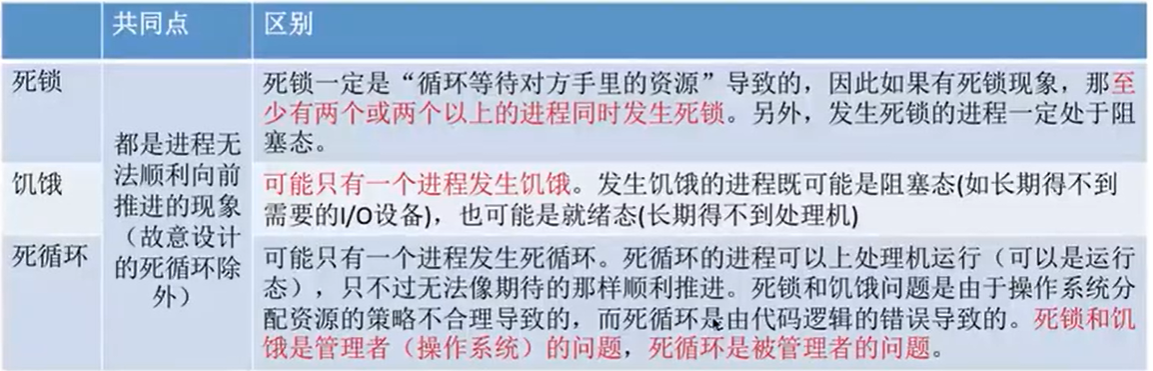 共同点 区别
死锁
死锁一定是“循环等待对方手里的资源”导致的，因此如果有死锁现象，那至
少有两个或两个以上的进程同时发生死锁。另外，发生死锁的进程一定处于阻
塞态。
都是进程无
法顺利向前
推进的现象
（故意设计
的死循环除
外）
饥饿
可能只有一个进程发生饥饿。发生饥饿的进程既可能是阻塞态(如长期得不到
需要的I/O设备)，也可能是就绪态(长期得不到处理机)
死循环
可能只有一个进程发生死循环。死循环的进程可以上处理机运行（可以是运行
态），只不过无法像期待的那样顺利推进。死锁和饥饿问题是由于操作系统分
配资源的策略不合理导致的，而死循环是由代码逻辑的错误导致的。死锁和饥
饿是管理者（操作系统）的问题，死循环是被管理者的问题。